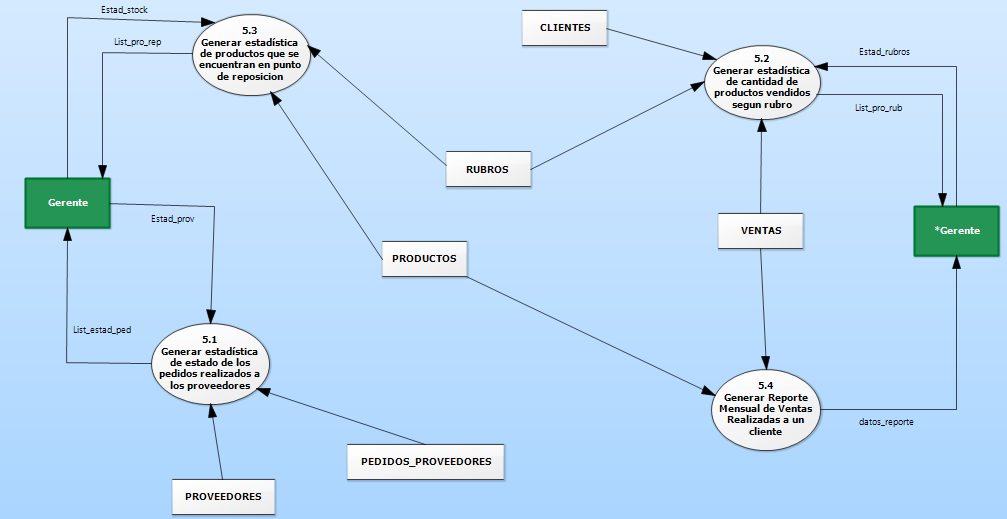 Estad_stock
List_pro_rep
5.3
Generar estadística
de productos que se
encuentran en punto
de reposicion
CLIENTES
5.2
Generar estadística
de cantidad de
productos vendidos
segun rubro
Estad_rubros
List_pro_rub
RUBROS
Gerente
Estad_prov
VENTAS
*Gerente
PRODUCTOS
List_estad_ped
5.1
Generar estadística
de estado de los
pedidos realizados a
los proveedores
5.4
Generar Reporte
Mensual de Ventas
Realizadas a un
cliente
datos_reporte
PEDIDOS_PROVEEDORES
PROVEEDORES